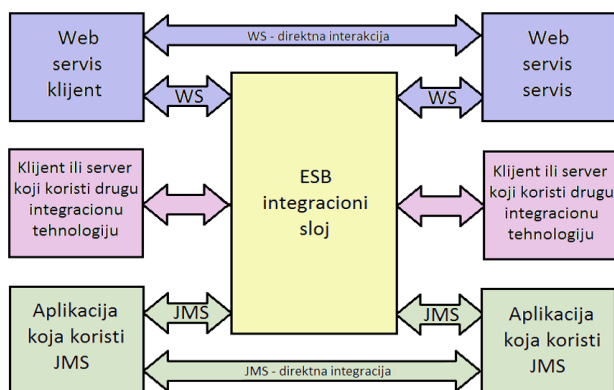 Web
servis
klijent
WS - direktna interakcija
Web
servis
servis
WS
WS
Klijent ili server
koji koristi drugu
integracionu
tehnologiju
ESB
integracioni
sloj
Klijent ili server
koji koristi drugu
integracionu
tehnologiju
Aplikacija
koja koristi
JMS
JMS
JMS
Aplikacija
koja koristi
JMS
JMS - direktna integracija